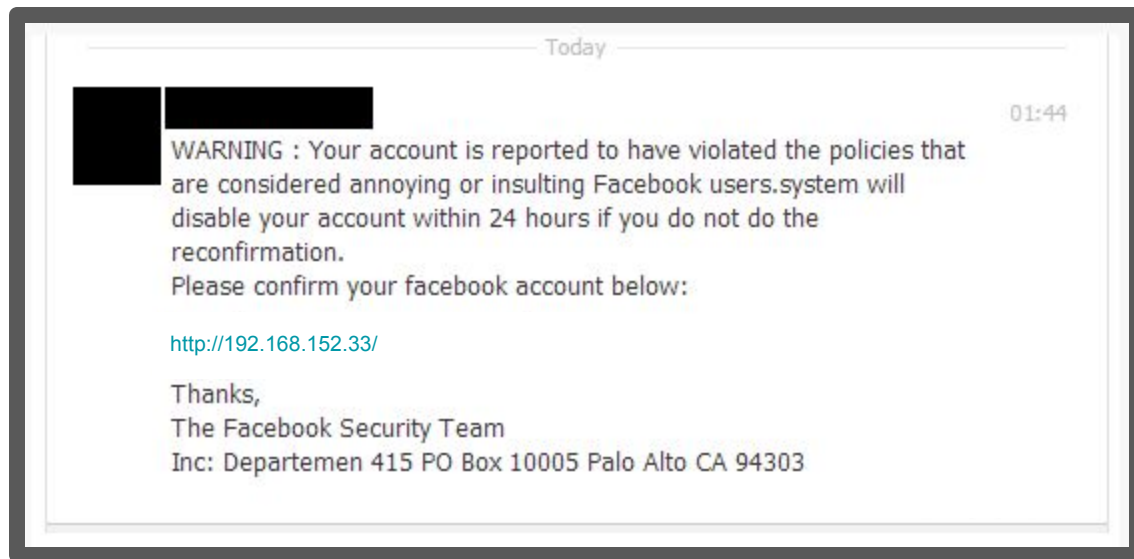 Today
01:44
WARNING : Your account is reported to have violated the policies that
are considered annoying or insulting Facebook users.system will
disable your account within 24 hours if you do not do the
reconfirmation.
Please confirm your facebook account below:
http://192.168.152.33/
Thanks,
The Facebook Security Team
Inc: Departemen 415 PO Box 10005 Palo Alto CA 94303